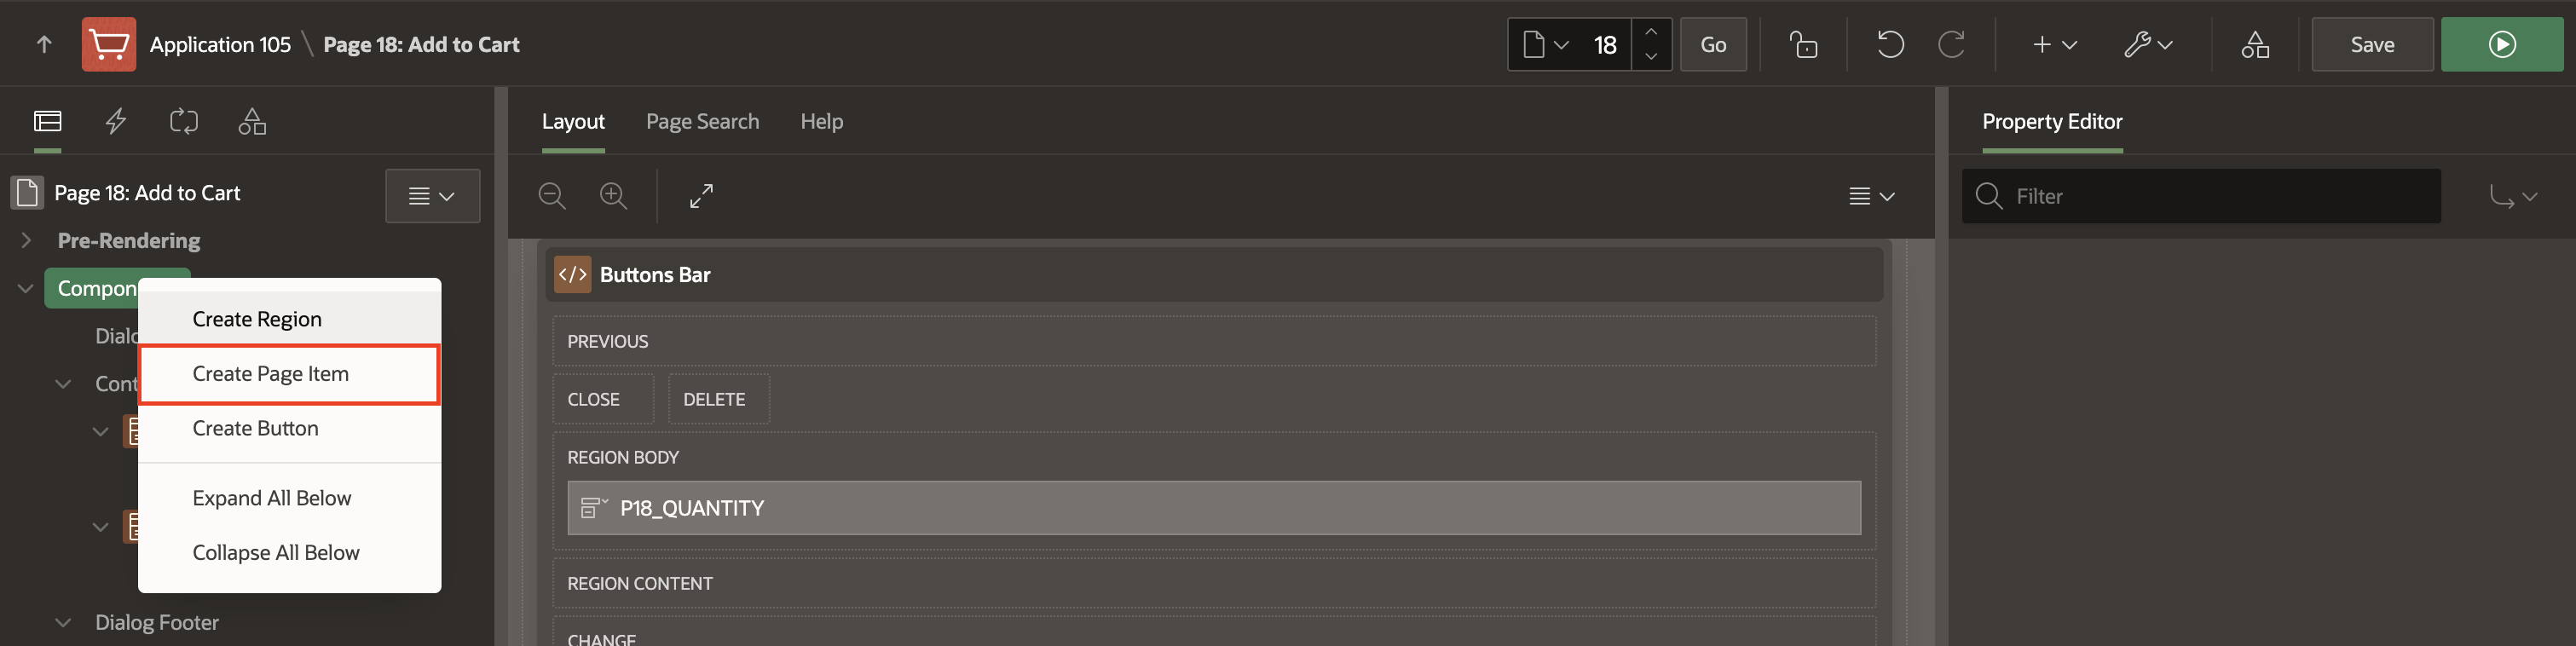 Application 105 \ Page 18: Add to Cart
18
Go
Save
Layout
Page Search
Help
Property Editor
Page 18: Add to Cart
Filter
Pre-Rendering
Compon
Dialo
Cont
Create Region
Create Page Item
Create Button
Expand All Below
Collapse All Below
Dialog Footer
</> Buttons Bar
PREVIOUS
CLOSE
DELETE
REGION BODY
P18_QUANTITY
REGION CONTENT
CHANGE